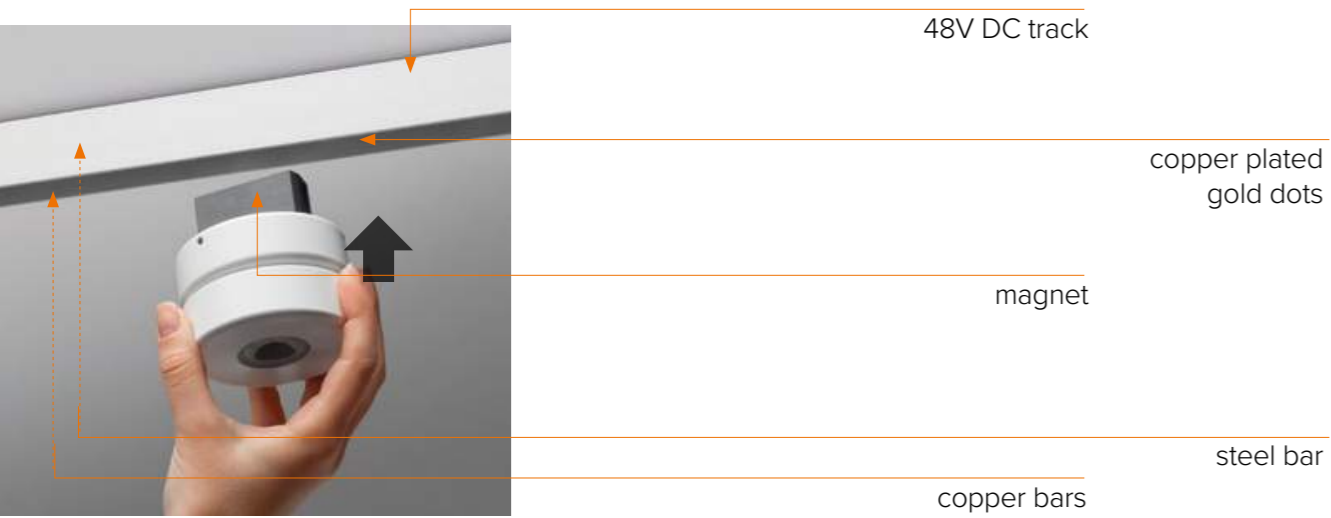 48V DC track
copper plated
gold dots
magnet
steel bar
copper bars